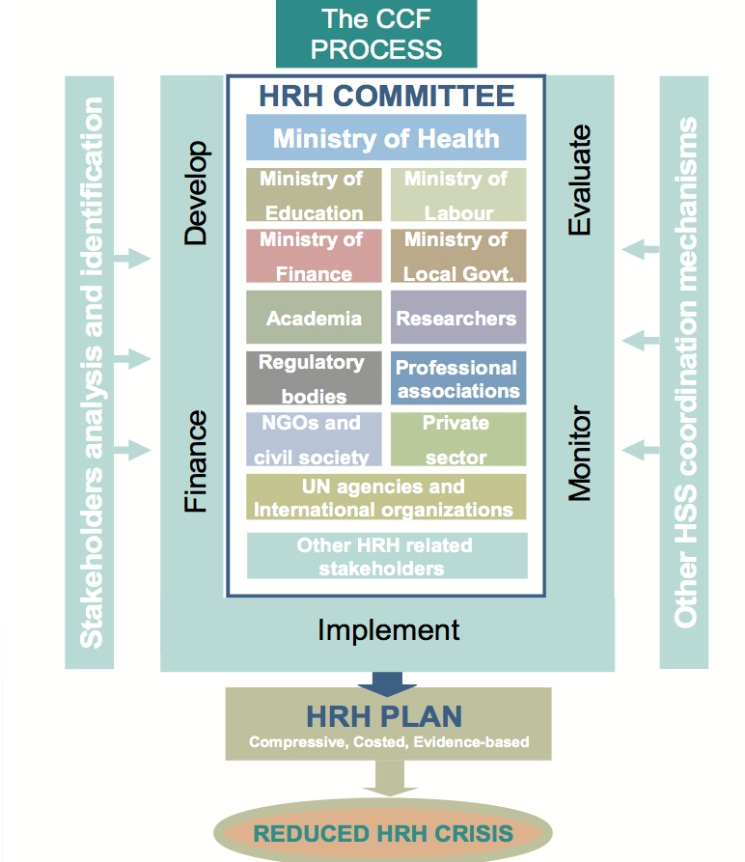 The CCF
PROCESS
Stakeholders analysis and identification
Develop
Finance
HRH COMMITTEE
Ministry of Health
Ministry of
Education
Ministry of
Labour
Ministry of
Finance
Ministry of
Local Govt.
Academia
Researchers
Regulatory
bodies
Professional
associations
NGOs and
civil society
Private
sector
UN agencies and
International organizations
Other HRH related
stakeholders
Evaluate
Monitor
Other HSS coordination mechanisms
Implement
HRH PLAN
Compressive, Costed, Evidence-based
REDUCED HRH CRISIS